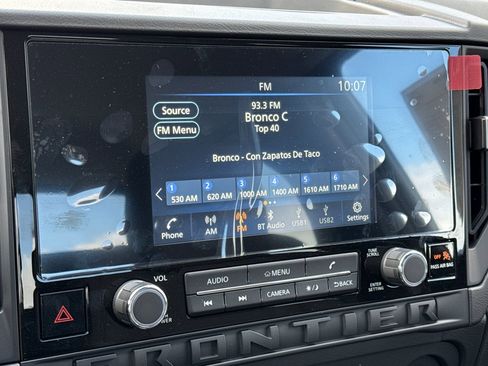 FM
10:07
Source
93.3 FM
Bronco C
FM Menu
Top 40
Bronco - Con Zapatos De Taco
1 2 3 4 5 6
530 AM 620 AM 1000 AM 1400 AM 1610 AM 1710 AM
Phone AM FM BT Audio USB1 USB2 Settings
VOL
AUDIO MENU
TUNE
SCROLL
OFF
PASS AIR BAG
CAMERA BACK
ENTER
SETTING
POWER
FRONTIER